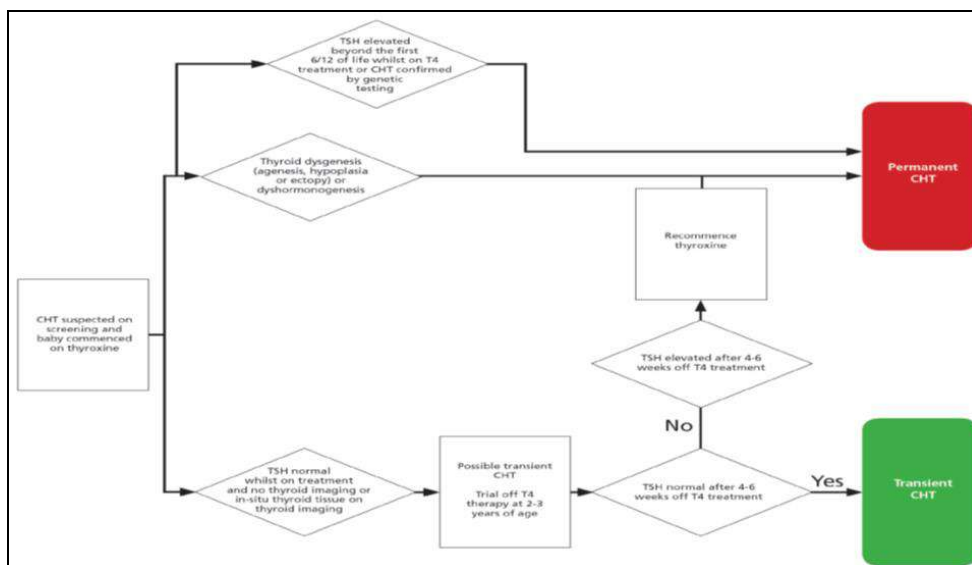 TSH elevated
beyond the first
6/12 of life whilst on T4
treatment or CHT confirmed
by genetic
testing
Thyroid dysgenesis
(agenesis, hypoplasia
or ectopy) or
dyshormonogenesis
Permanent
CHT
Recommence
thyroxine
CHT suspected on
screening and
baby commenced
on thyroxine
TSH elevated after 4-6
weeks off T4 treatment
No
TSH normal
whilst on treatment
and no thyroid imaging or
in-situ thyroid tissue on
thyroid imaging
Possible transient
CHT
Trial off T4
therapy at 2-3
years of age
TSH normal after 4-6
weeks off T4 treatment
Yes
Transient
CHT